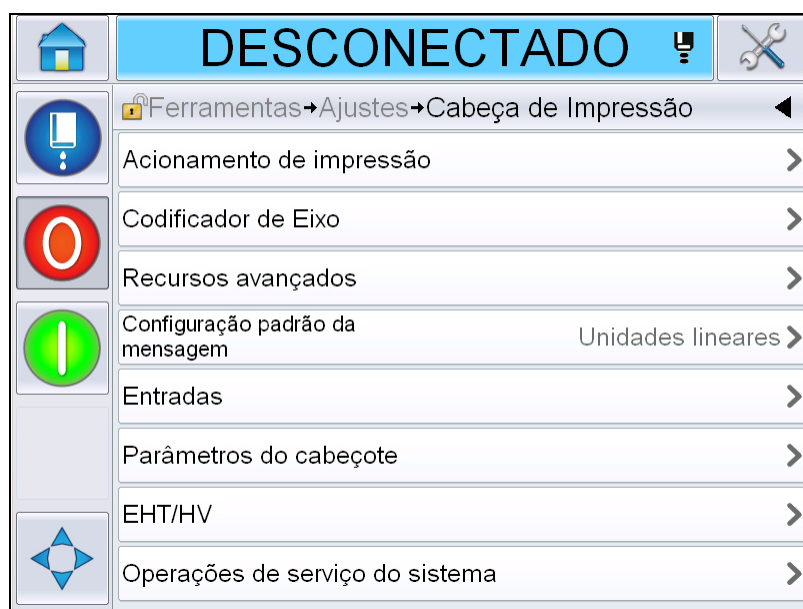 DESCONECTADO
Ferramentas→Ajustes→Cabeça de Impressão
Acionamento de impressão
Codificador de Eixo
Recursos avançados
Configuração padrão da
mensagem
Unidades lineares
Entradas
Parâmetros do cabeçote
EHT/HV
Operações de serviço do sistema